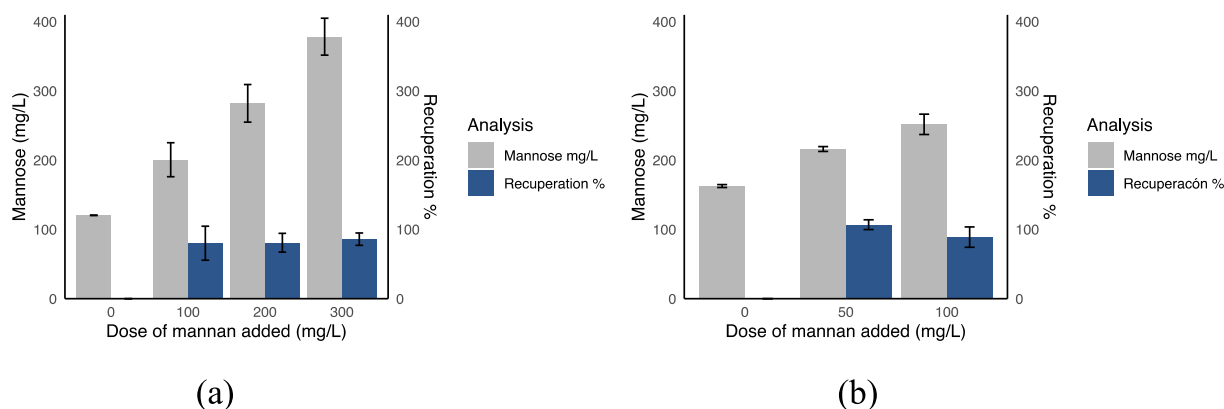 400
300
200
100
0
Mannose (mg/L)
400
300
200
100
0
Recuperation %
0 100 200 300
Dose of mannan added (mg/L)
Analysis
Mannose mg/L
Recuperation %
(a)
400
300
200
100
0
Mannose (mg/L)
400
300
200
100
0
Recuperation %
0 50 100
Dose of mannan added (mg/L)
Analysis
Mannose mg/L
Recuperacón %
(b)